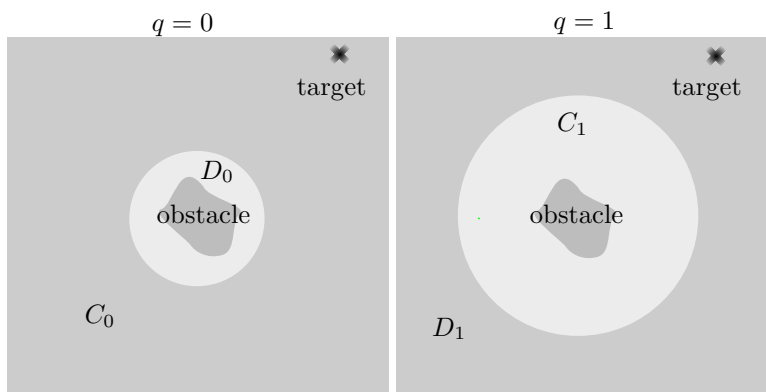 q = 0
target
D₀
obstacle
C₀
q = 1
target
C₁
obstacle
D₁